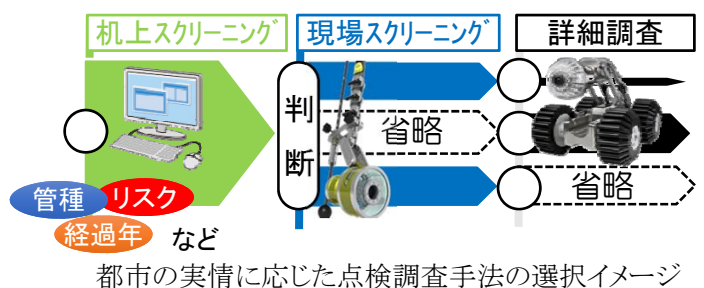 机上スクリーニング
現場スクリーニング
詳細調査
判断
省略
省略
管種
リスク
経過年
など
都市の実情に応じた点検調査手法の選択イメージ